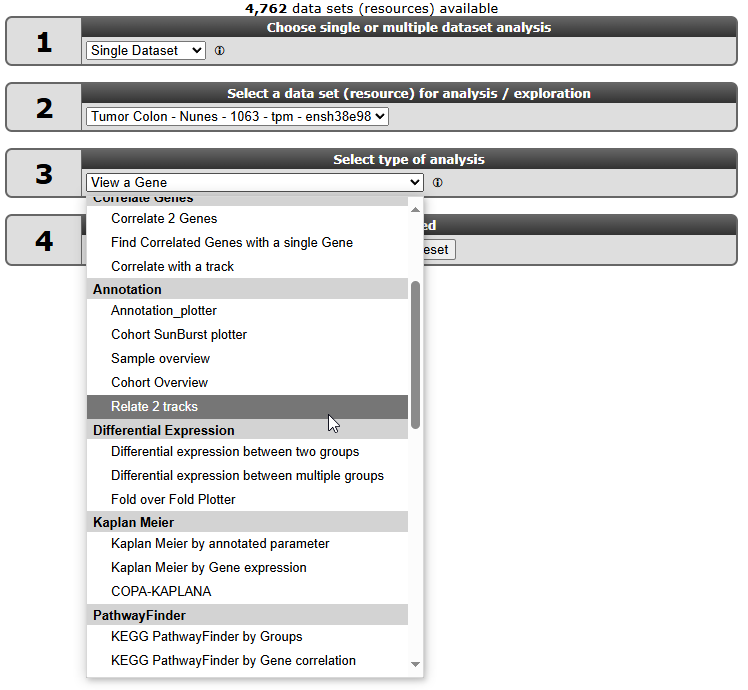 4,762 data sets (resources) available
1
Choose single or multiple dataset analysis
Single Dataset
2
Select a data set (resource) for analysis / exploration
Tumor Colon - Nunes - 1063 - tpm - ensh38e98
3
Select type of analysis
View a Gene
Correlate Genes
Correlate 2 Genes
4
ed
Find Correlated Genes with a single Gene
eset
Correlate with a track
Annotation
Annotation_plotter
Cohort SunBurst plotter
Sample overview
Cohort Overview
Relate 2 tracks
Differential Expression
Differential expression between two groups
Differential expression between multiple groups
Fold over Fold Plotter
Kaplan Meier
Kaplan Meier by annotated parameter
Kaplan Meier by Gene expression
COPA-KAPLANA
PathwayFinder
KEGG PathwayFinder by Groups
KEGG PathwayFinder by Gene correlation